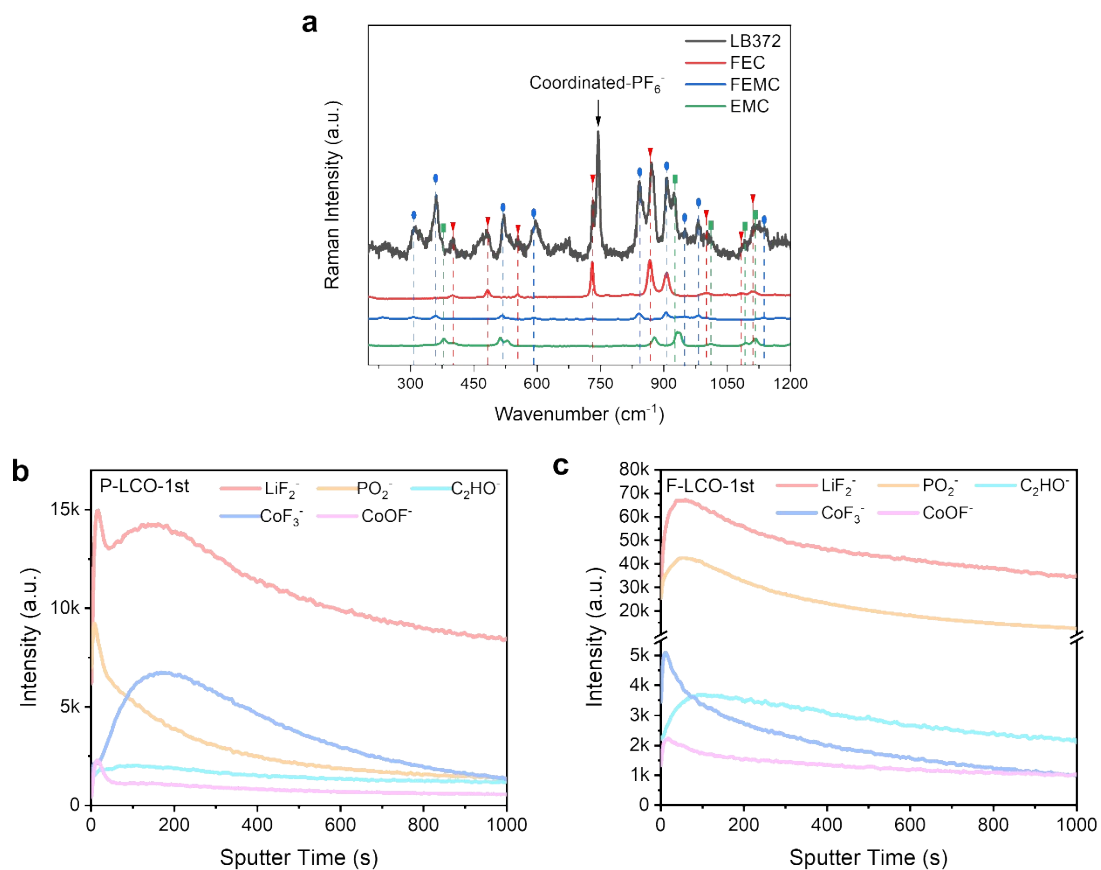 a
LB372
FEC
FEMC
EMC
Coordinated-PF₆⁻
Raman Intensity (a.u.)
300 450 600 750 900 1050 1200
Wavenumber (cm⁻¹)
b
P-LCO-1st
LiF₂⁻ PO₂⁻ C₂HO⁻
CoF₃⁻ CoOF⁻
15k
10k
5k
0
Intensity (a.u.)
0 200 400 600 800 1000
Sputter Time (s)
c
F-LCO-1st
LiF₂⁻ PO₂⁻ C₂HO⁻
CoF₃⁻ CoOF⁻
80k
70k
60k
50k
40k
30k
20k
5k
4k
3k
2k
1k
0
Intensity (a.u.)
0 200 400 600 800 1000
Sputter Time (s)